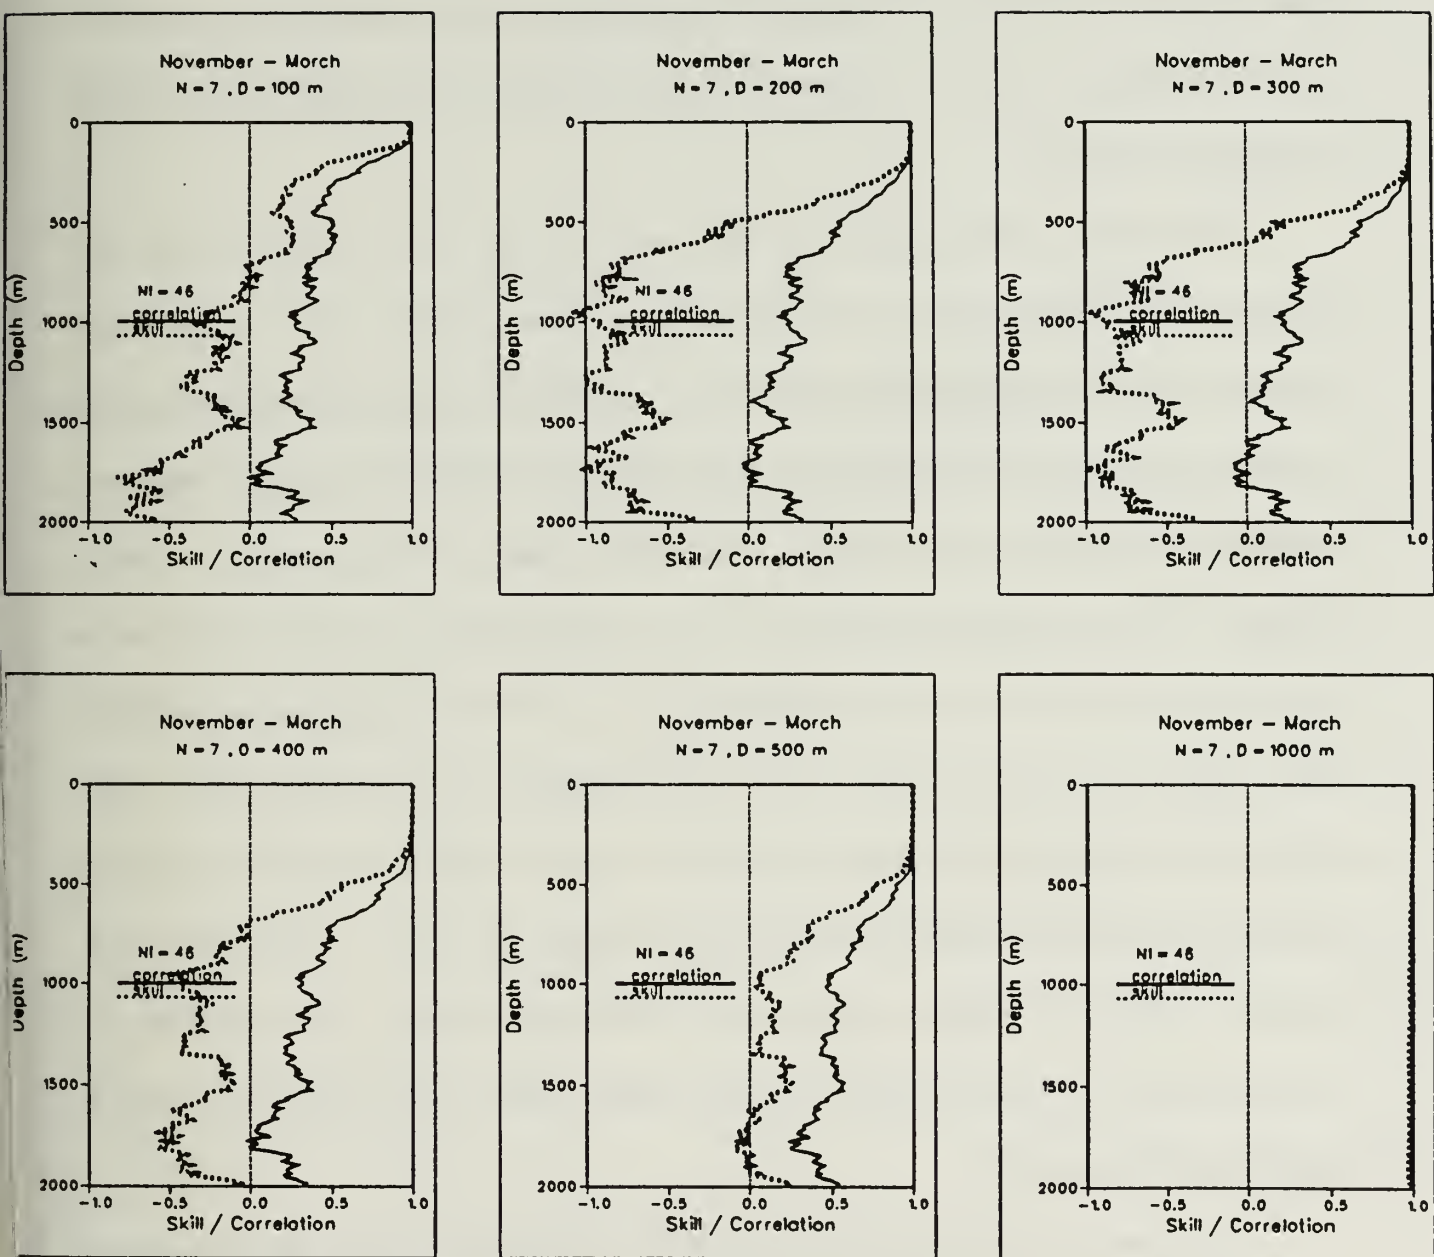 November – March
N = 7 , D = 100 m
0
500
1000
1500
2000
Depth (m)
NI = 46
correlation
skill
-1.0 -0.5 0.0 0.5 1.0
Skill / Correlation
November – March
N = 7 , D = 200 m
0
500
1000
1500
2000
Depth (m)
NI = 46
correlation
skill
-1.0 -0.5 0.0 0.5 1.0
Skill / Correlation
November – March
N = 7 , D = 300 m
0
500
1000
1500
2000
Depth (m)
NI = 46
correlation
skill
-1.0 -0.5 0.0 0.5 1.0
Skill / Correlation
November – March
N = 7 , D = 400 m
0
500
1000
1500
2000
Depth (m)
NI = 46
correlation
skill
-1.0 -0.5 0.0 0.5 1.0
Skill / Correlation
November – March
N = 7 , D = 500 m
0
500
1000
1500
2000
Depth (m)
NI = 46
correlation
skill
-1.0 -0.5 0.0 0.5 1.0
Skill / Correlation
November – March
N = 7 , D = 1000 m
0
500
1000
1500
2000
Depth (m)
NI = 46
correlation
skill
-1.0 -0.5 0.0 0.5 1.0
Skill / Correlation